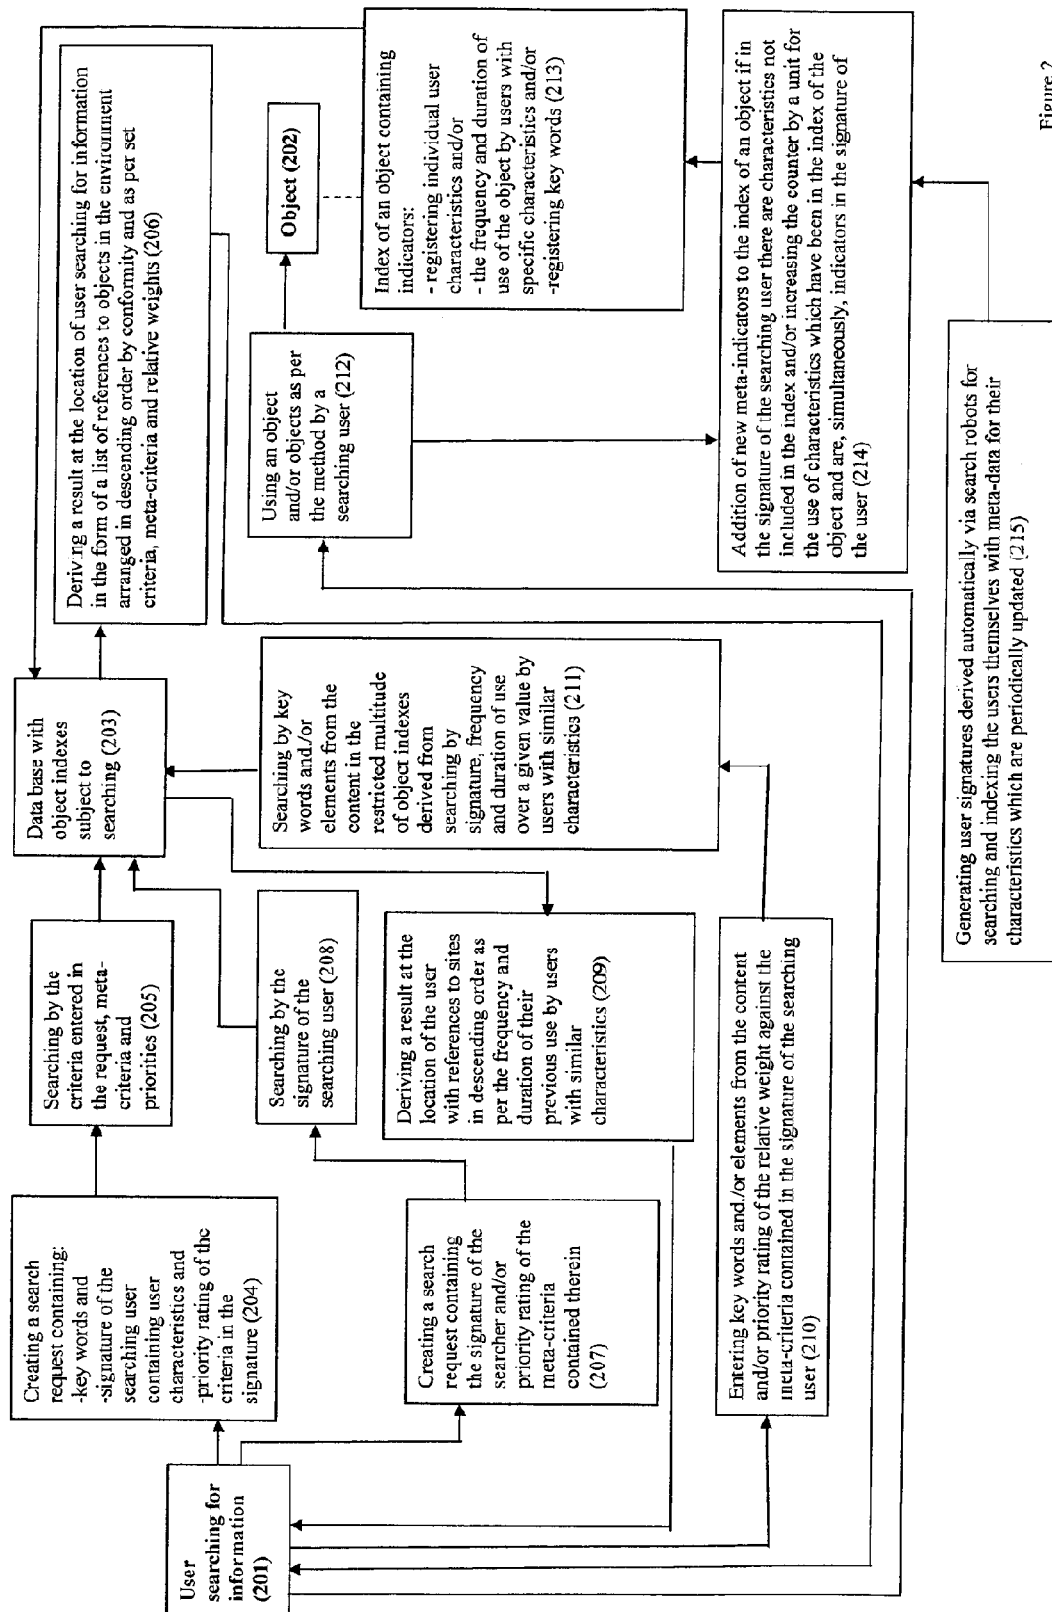 User
searching for
information
(201)
Creating a search
request containing:
-key words and
-signature of the
searching user
containing user
characteristics and
-priority rating of the
criteria in the
signature (204)
Searching by the
criteria entered in
the request, meta-
criteria and
priorities (205)
Data base with
object indexes
subject to
searching (203)
Deriving a result at the location of user searching for information
in the form of a list of references to objects in the environment
arranged in descending order by conformity and as per set
criteria, meta-criteria and relative weights (206)
Creating a search
request containing
the signature of the
searcher and/or
priority rating of the
meta-criteria
contained therein
(207)
Searching by the
signature of the
searching user (208)
Deriving a result at the
location of the user
with references to sites
in descending order as
per the frequency and
duration of their
previous use by users
with similar
characteristics (209)
Entering key words and./or elements from the content
and/or priority rating of the relative weight against the
meta-criteria contained in the signature of the searching
user (210)
Searching by key
words and./or
elements from the
content in the
restricted multitude
of object indexes
derived from
searching by
signature, frequency
and duration of use
over a given value by
users with similar
characteristics (211)
Using an object
and/or objects as per
the method by a
searching user (212)
Object (202)
Index of an object containing
indicators:
- registering individual user
characteristics and/or
- the frequency and duration of
use of the object by users with
specific characteristics and/or
-registering key words (213)
Addition of new meta-indicators to the index of an object if in
the signature of the searching user there are characteristics not
included in the index and/or increasing the counter by a unit for
the use of characteristics which have been in the index of the
object and are, simultaneously, indicators in the signature of
the user (214)
Generating user signatures derived automatically via search robots for
searching and indexing the users themselves with meta-data for their
characteristics which are periodically updated (215)
Figure 2